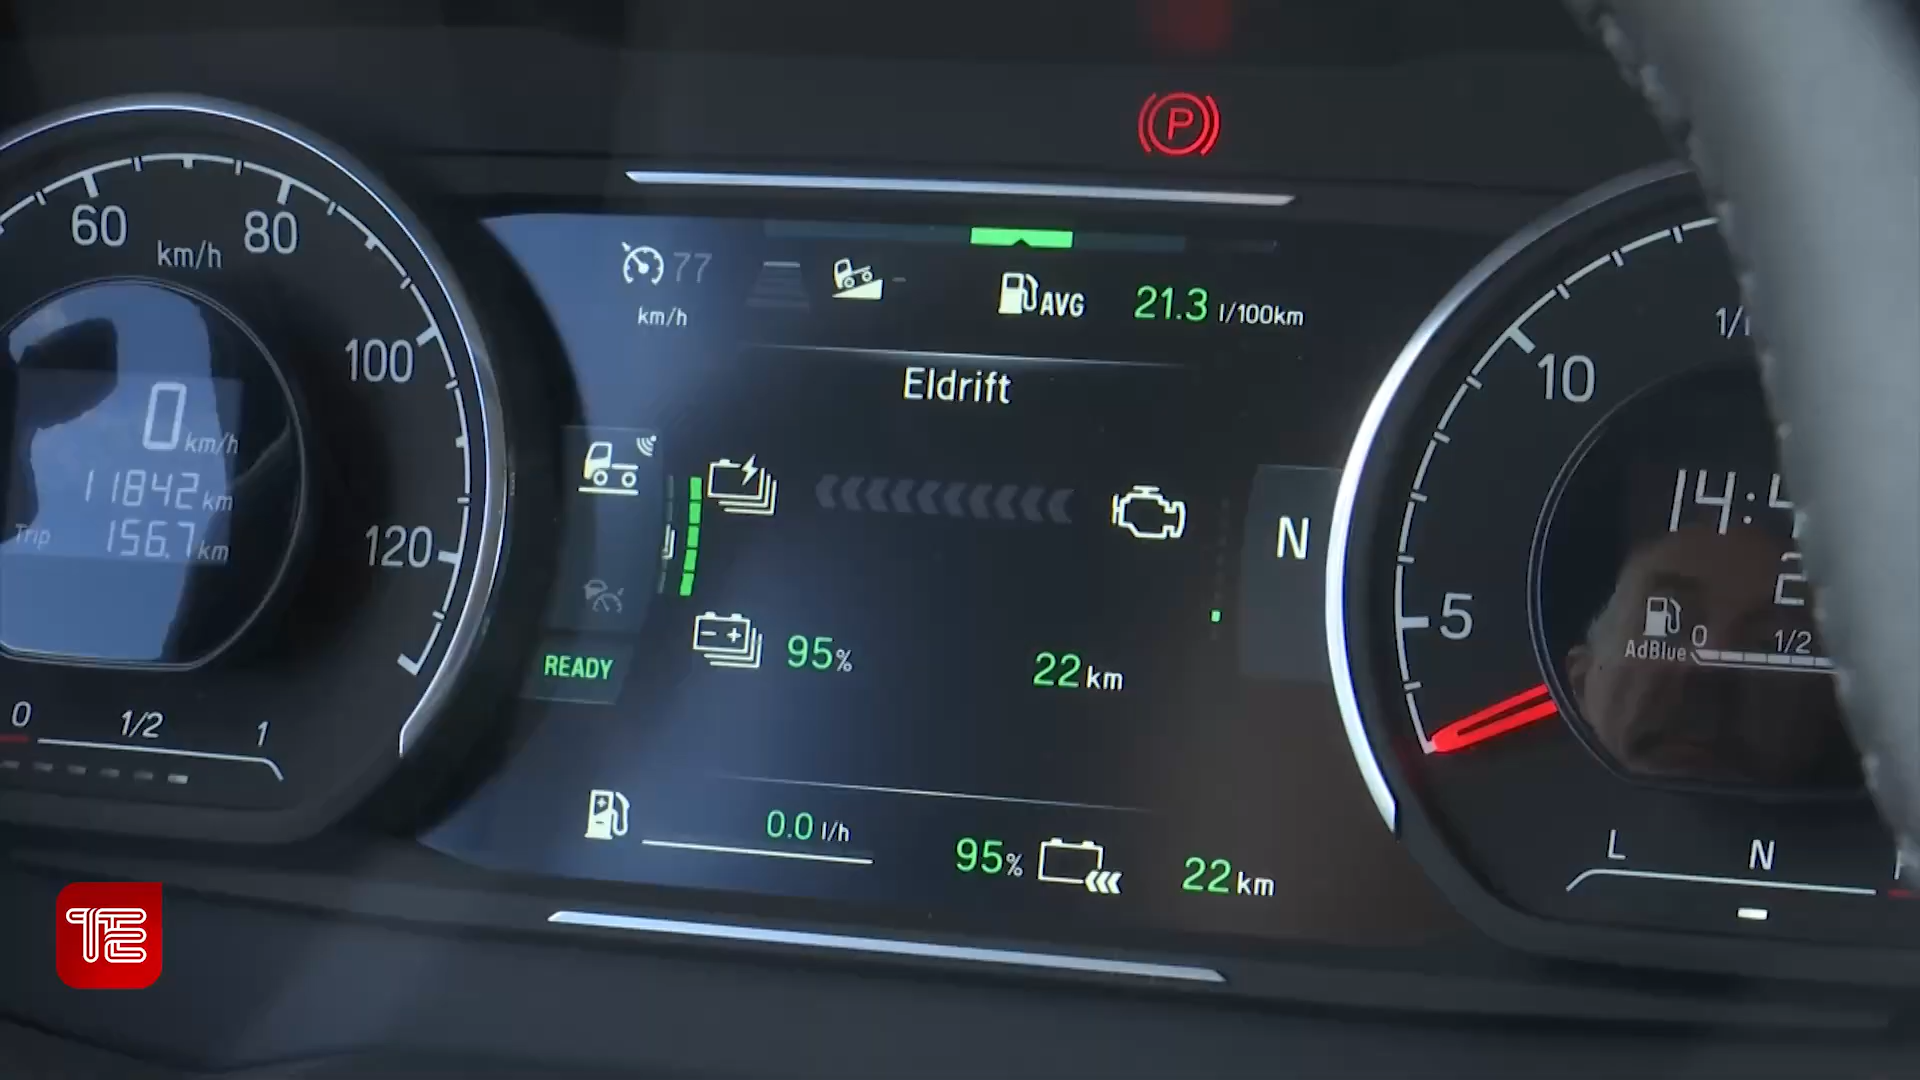 P
60
80
km/h
100
120
0 km/h
11842 km
Trip 156.7 km
0 1/2 1
77
km/h
AVG 21.3 l/100km
Eldrift
READY
95%
22 km
0.0 l/h
95%
22 km
N
10
5
14:
AdBlue 0 1/2
L N
TE